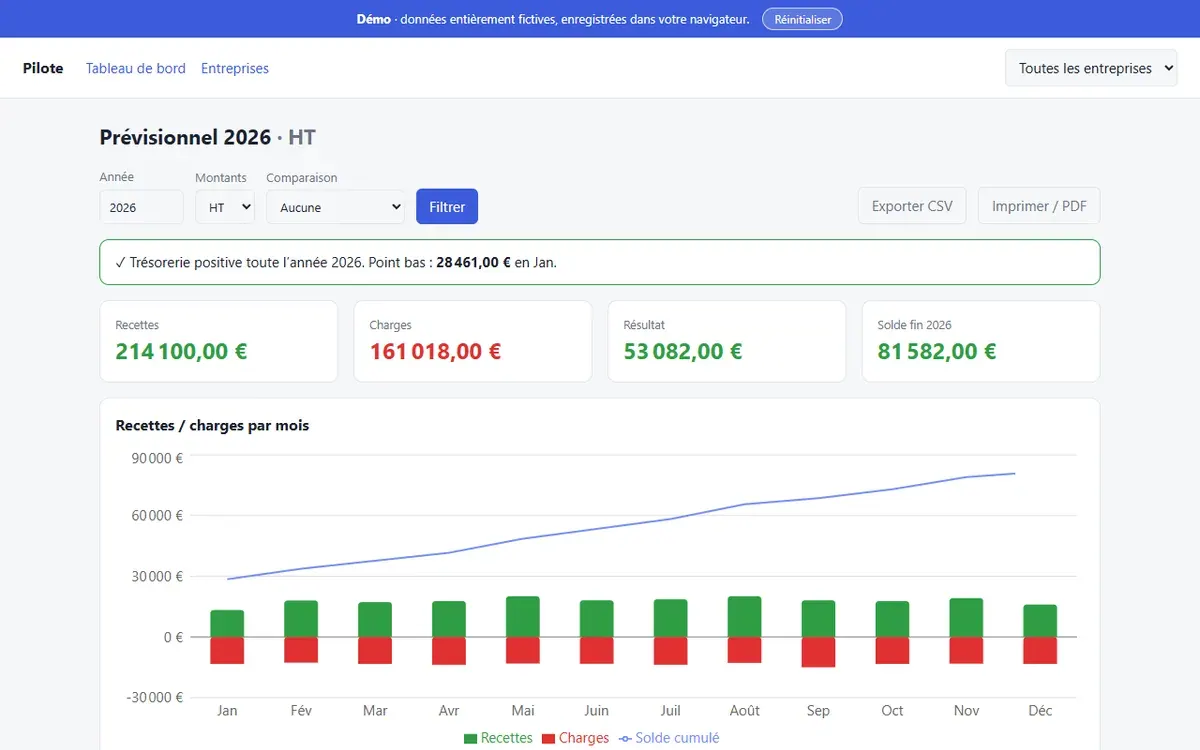 Démo · données entièrement fictives, enregistrées dans votre navigateur. Réinitialiser
Pilote Tableau de bord Entreprises Toutes les entreprises
Prévisionnel 2026 · HT
Année Montants Comparaison
2026 HT Aucune Filtrer Exporter CSV Imprimer / PDF
✓ Trésorerie positive toute l’année 2026. Point bas : 28 461,00 € en Jan.
Recettes Charges Résultat Solde fin 2026
214 100,00 € 161 018,00 € 53 082,00 € 81 582,00 €
Recettes / charges par mois
90 000 €
60 000 €
30 000 €
0 €
-30 000 €
Jan Fév Mar Avr Mai Juin Juil Août Sep Oct Nov Déc
Recettes Charges Solde cumulé